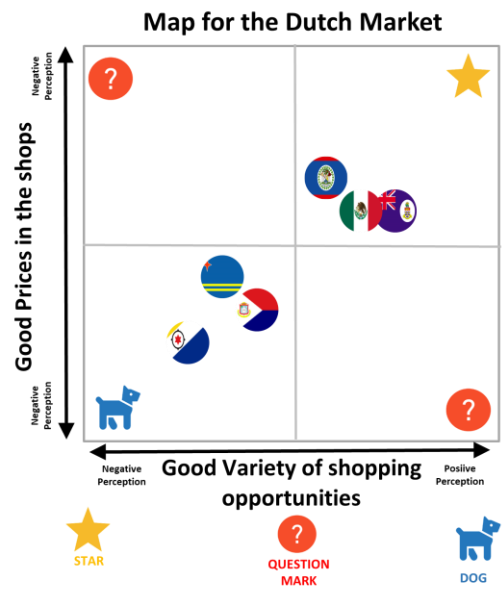 Map for the Dutch Market
Negative
Perception
Good Prices in the shops
Negative
Perception
?
?
Negative
Perception
Good Variety of shopping
opportunities
Posiive
Perception
STAR
?
QUESTION
MARK
DOG